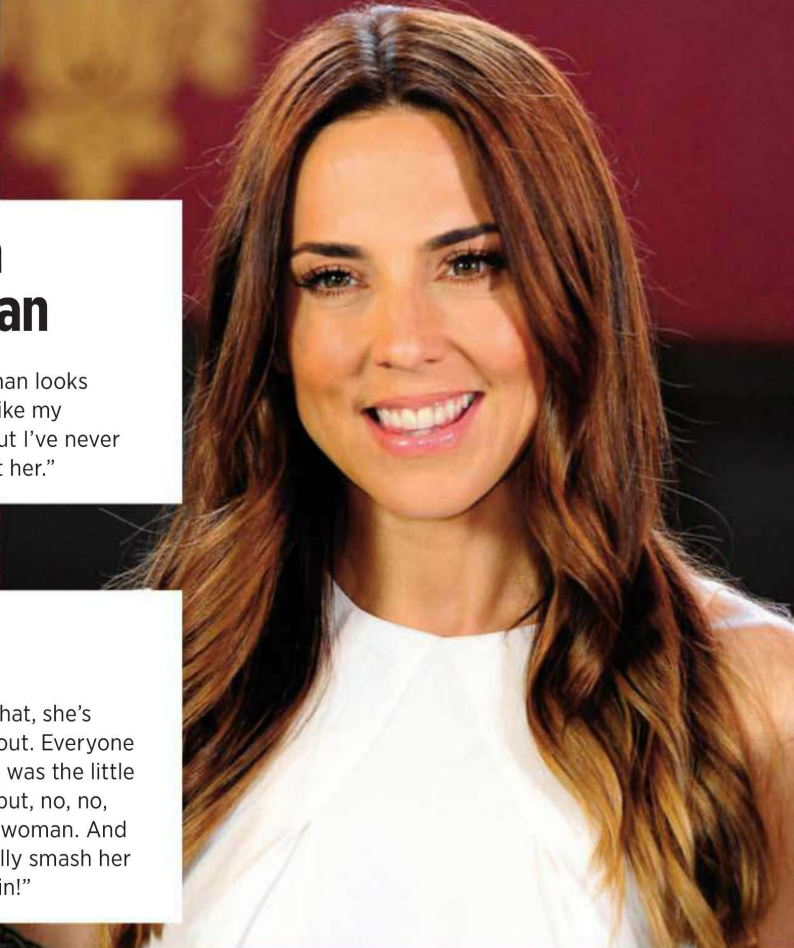 an
nan looks
ike my
ut I've never
t her."
hat, she's
out. Everyone
was the little
out, no, no,
woman. And
lly smash her
in!"